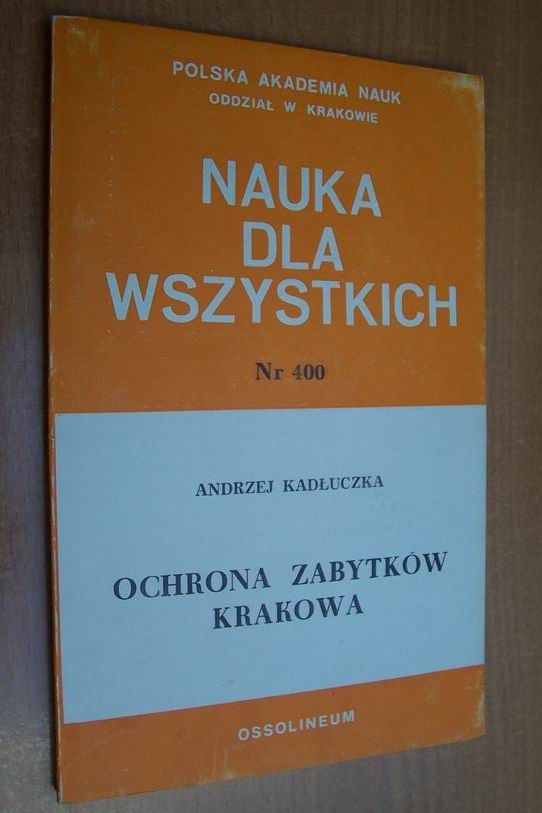 POLSKA AKADEMIA NAUK
ODDZIAŁ W KRAKOWIE
NAUKA
DLA
WSZYSTKICH
Nr 400
ANDRZEJ KADŁUCZKA
OCHRONA ZABYTKÓW
KRAKOWA
OSSOLINEUM